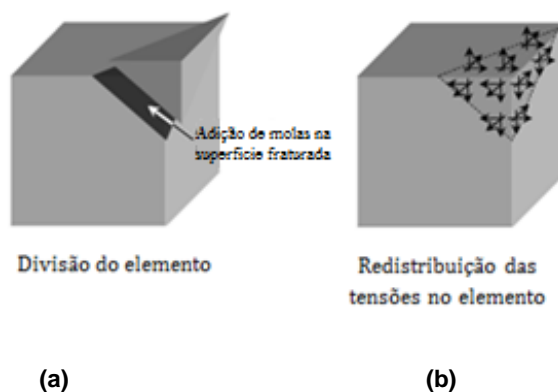 Adição de molas na
superfície fraturada
Divisão do elemento
Redistribuição das
tensões no elemento
(a)
(b)